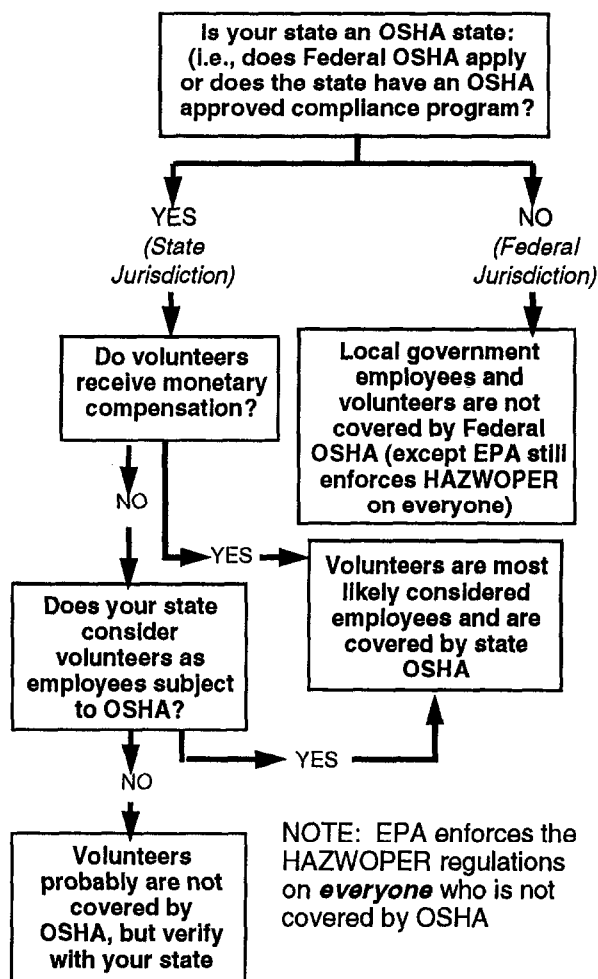 Is your state an OSHA state:
(i.e., does Federal OSHA apply
or does the state have an OSHA
approved compliance program?
YES
(State
Jurisdiction)
NO
(Federal
Jurisdiction)
Do volunteers
receive monetary
compensation?
Local government
employees and
volunteers are not
covered by Federal
OSHA (except EPA still
enforces HAZWOPER
on everyone)
NO
YES
Volunteers are most
likely considered
employees and are
covered by state
OSHA
Does your state
consider
volunteers as
employees subject
to OSHA?
YES
NO
Volunteers
probably are not
covered by
OSHA, but verify
with your state
NOTE: EPA enforces the
HAZWOPER regulations
on everyone who is not
covered by OSHA